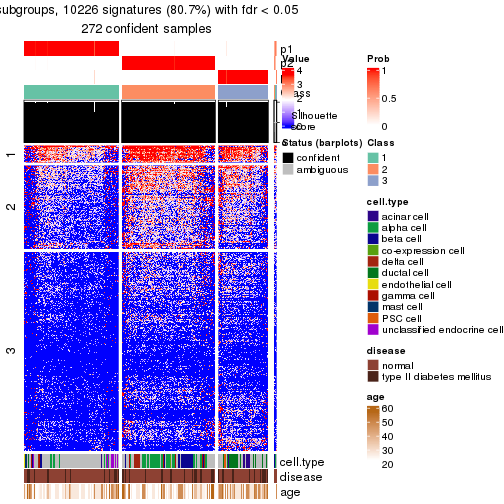 subgroups, 10226 signatures (80.7%) with fdr < 0.05
272 confident samples
p1
p2
Value
4
3
2
Silhouette
score
Status (barplots)
confident
ambiguous
Prob
1
0.5
0
Class
1
2
3
cell.type
acinar cell
alpha cell
beta cell
co-expression cell
delta cell
ductal cell
endothelial cell
gamma cell
mast cell
PSC cell
unclassified endocrine cell
disease
normal
type II diabetes mellitus
age
60
50
40
30
20
1
2
3
cell.type
disease
age